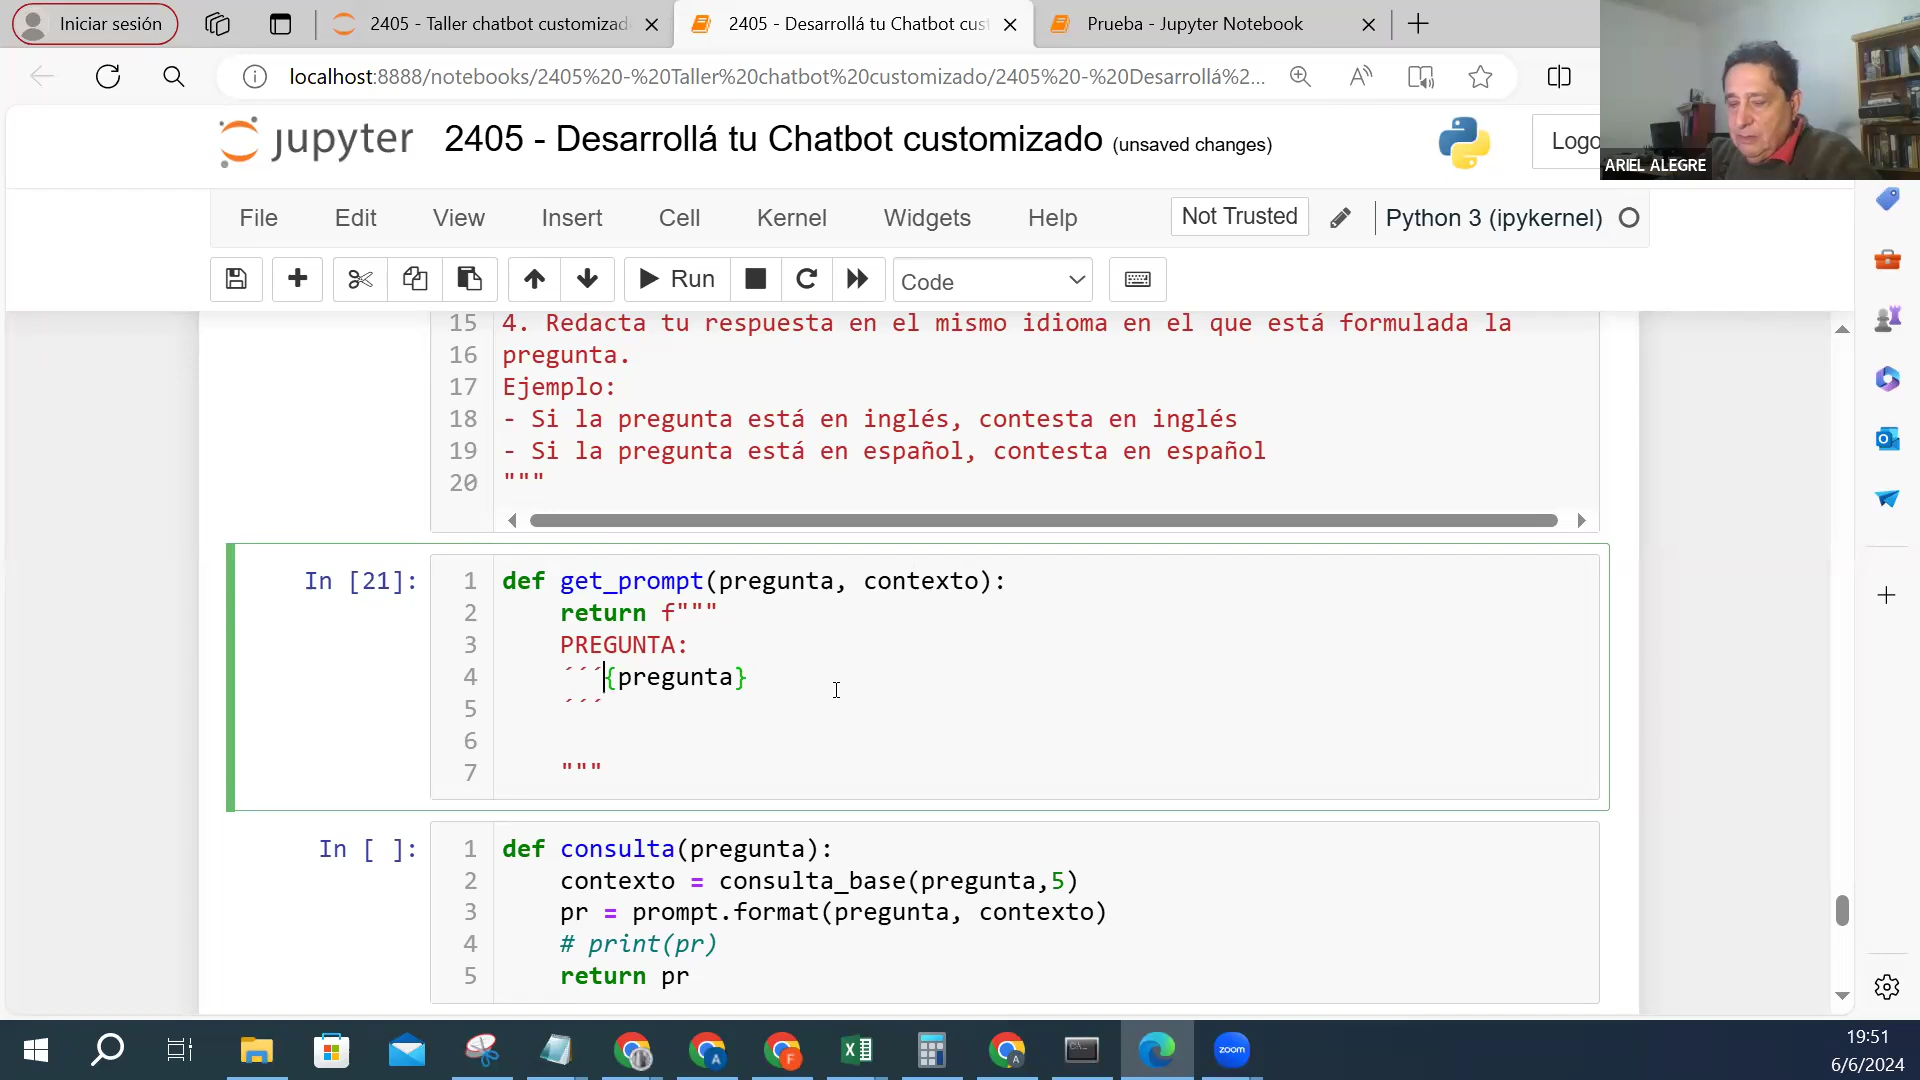 Iniciar sesión
2405 - Taller chatbot customizado
2405 - Desarrollá tu Chatbot cust
Prueba - Jupyter Notebook
localhost:8888/notebooks/2405%20-%20Taller%20chatbot%20customizado/2405%20-%20Desarrollá%2...
jupyter
2405 - Desarrollá tu Chatbot customizado (unsaved changes)
Logo
ARIEL ALEGRE
File Edit View Insert Cell Kernel Widgets Help
Not Trusted
Python 3 (ipykernel)
Run
Code
15 4. Redacta tu respuesta en el mismo idioma en el que está formulada la
16 pregunta.
17 Ejemplo:
18 - Si la pregunta está en inglés, contesta en inglés
19 - Si la pregunta está en español, contesta en español
20 """
In [21]:
1 def get_prompt(pregunta, contexto):
2 return f"""
3 PREGUNTA:
4 ´´´{pregunta}
5 ´´´
6
7 """
In [ ]:
1 def consulta(pregunta):
2 contexto = consulta_base(pregunta,5)
3 pr = prompt.format(pregunta, contexto)
4 # print(pr)
5 return pr
zoom
19:51
6/6/2024